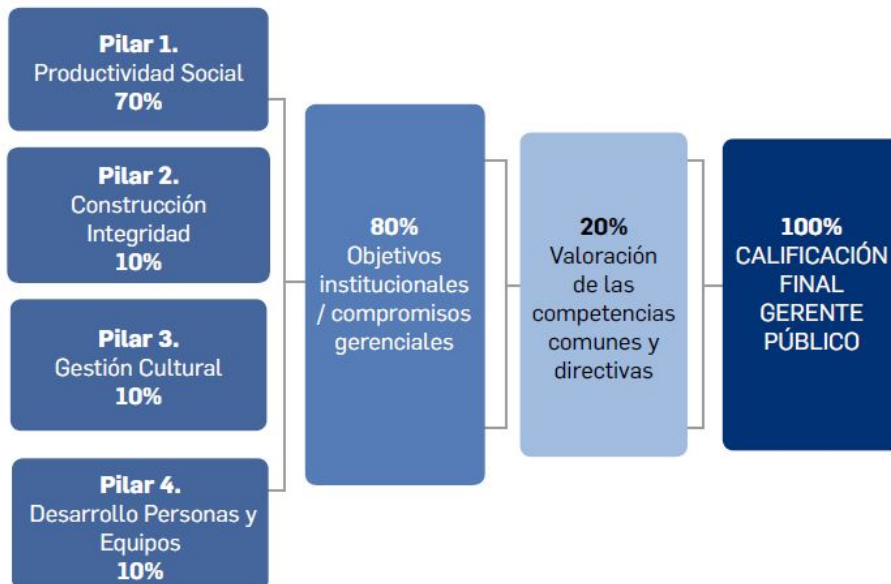 Pilar 1.
Productividad Social
70%
Pilar 2.
Construcción
Integridad
10%
Pilar 3.
Gestión Cultural
10%
Pilar 4.
Desarrollo Personas y
Equipos
10%
80%
Objetivos
institucionales
/ compromisos
gerenciales
20%
Valoración
de las
competencias
comunes y
directivas
100%
CALIFICACIÓN
FINAL
GERENTE
PÚBLICO